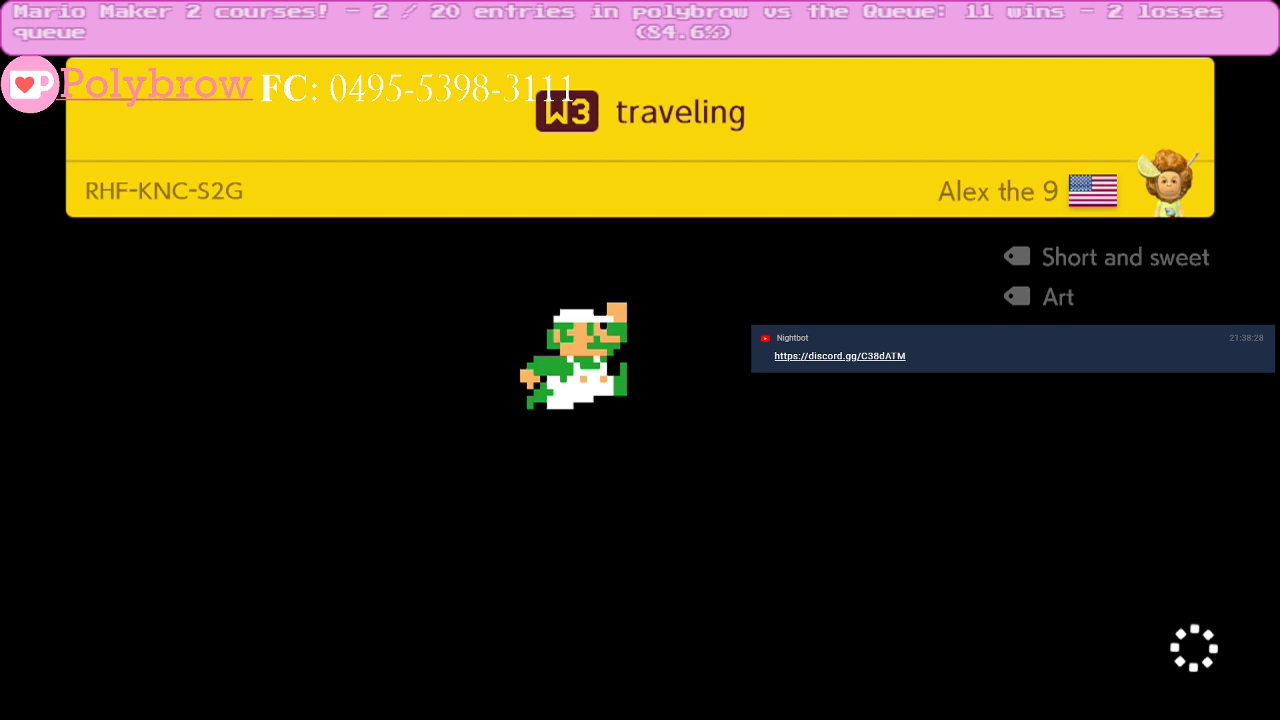 Mario Maker 2 courses! - 2 / 20 entries in polybrow vs the Queue: 11 wins - 2 losses
queue (84.6%)
Polybrow FC: 0495-5398-3111
W3 traveling
RHF-KNC-S2G Alex the 9
Short and sweet
Art
Nightbot 21:38:28
https://discord.gg/C38dATM